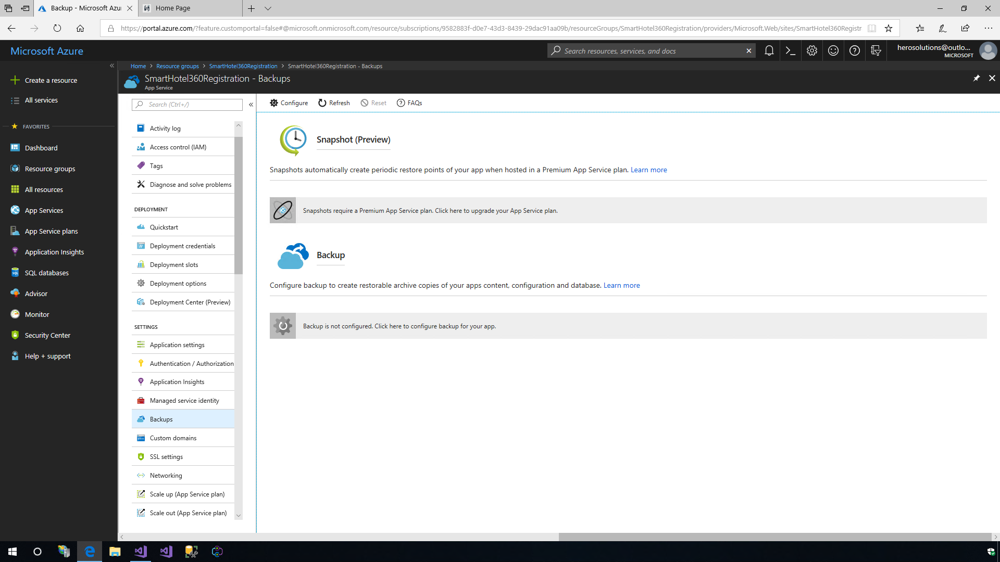 Backup - Microsoft Azu
Home Page
https://portal.azure.com/?feature.customportal=false#@microsoft.onmicrosoft.com/resource/subscriptions/9582883f-d0e7-43d3-8439-29dac91aa09b/resourceGroups/SmartHotel360Registration/providers/Microsoft.Web/sites/SmartHotel360Registr
Microsoft Azure
Search resources, services, and docs
herosolutions@outlo...
MICROSOFT
Home > Resource groups > SmartHotel360Registration > SmartHotel360Registration - Backups
SmartHotel360Registration - Backups
App Service
Create a resource
All services
FAVORITES
Dashboard
Resource groups
All resources
App Services
App Service plans
Application Insights
SQL databases
Advisor
Monitor
Security Center
Help + support
Search (Ctrl+/)
Activity log
Access control (IAM)
Tags
Diagnose and solve problems
DEPLOYMENT
Quickstart
Deployment credentials
Deployment slots
Deployment options
Deployment Center (Preview)
SETTINGS
Application settings
Authentication / Authorization
Application Insights
Managed service identity
Backups
Custom domains
SSL settings
Networking
Scale up (App Service plan)
Scale out (App Service plan)
Configure Refresh Reset FAQs
Snapshot (Preview)
Snapshots automatically create periodic restore points of your app when hosted in a Premium App Service plan. Learn more
Snapshots require a Premium App Service plan. Click here to upgrade your App Service plan.
Backup
Configure backup to create restorable archive copies of your apps content, configuration and database. Learn more
Backup is not configured. Click here to configure backup for your app.